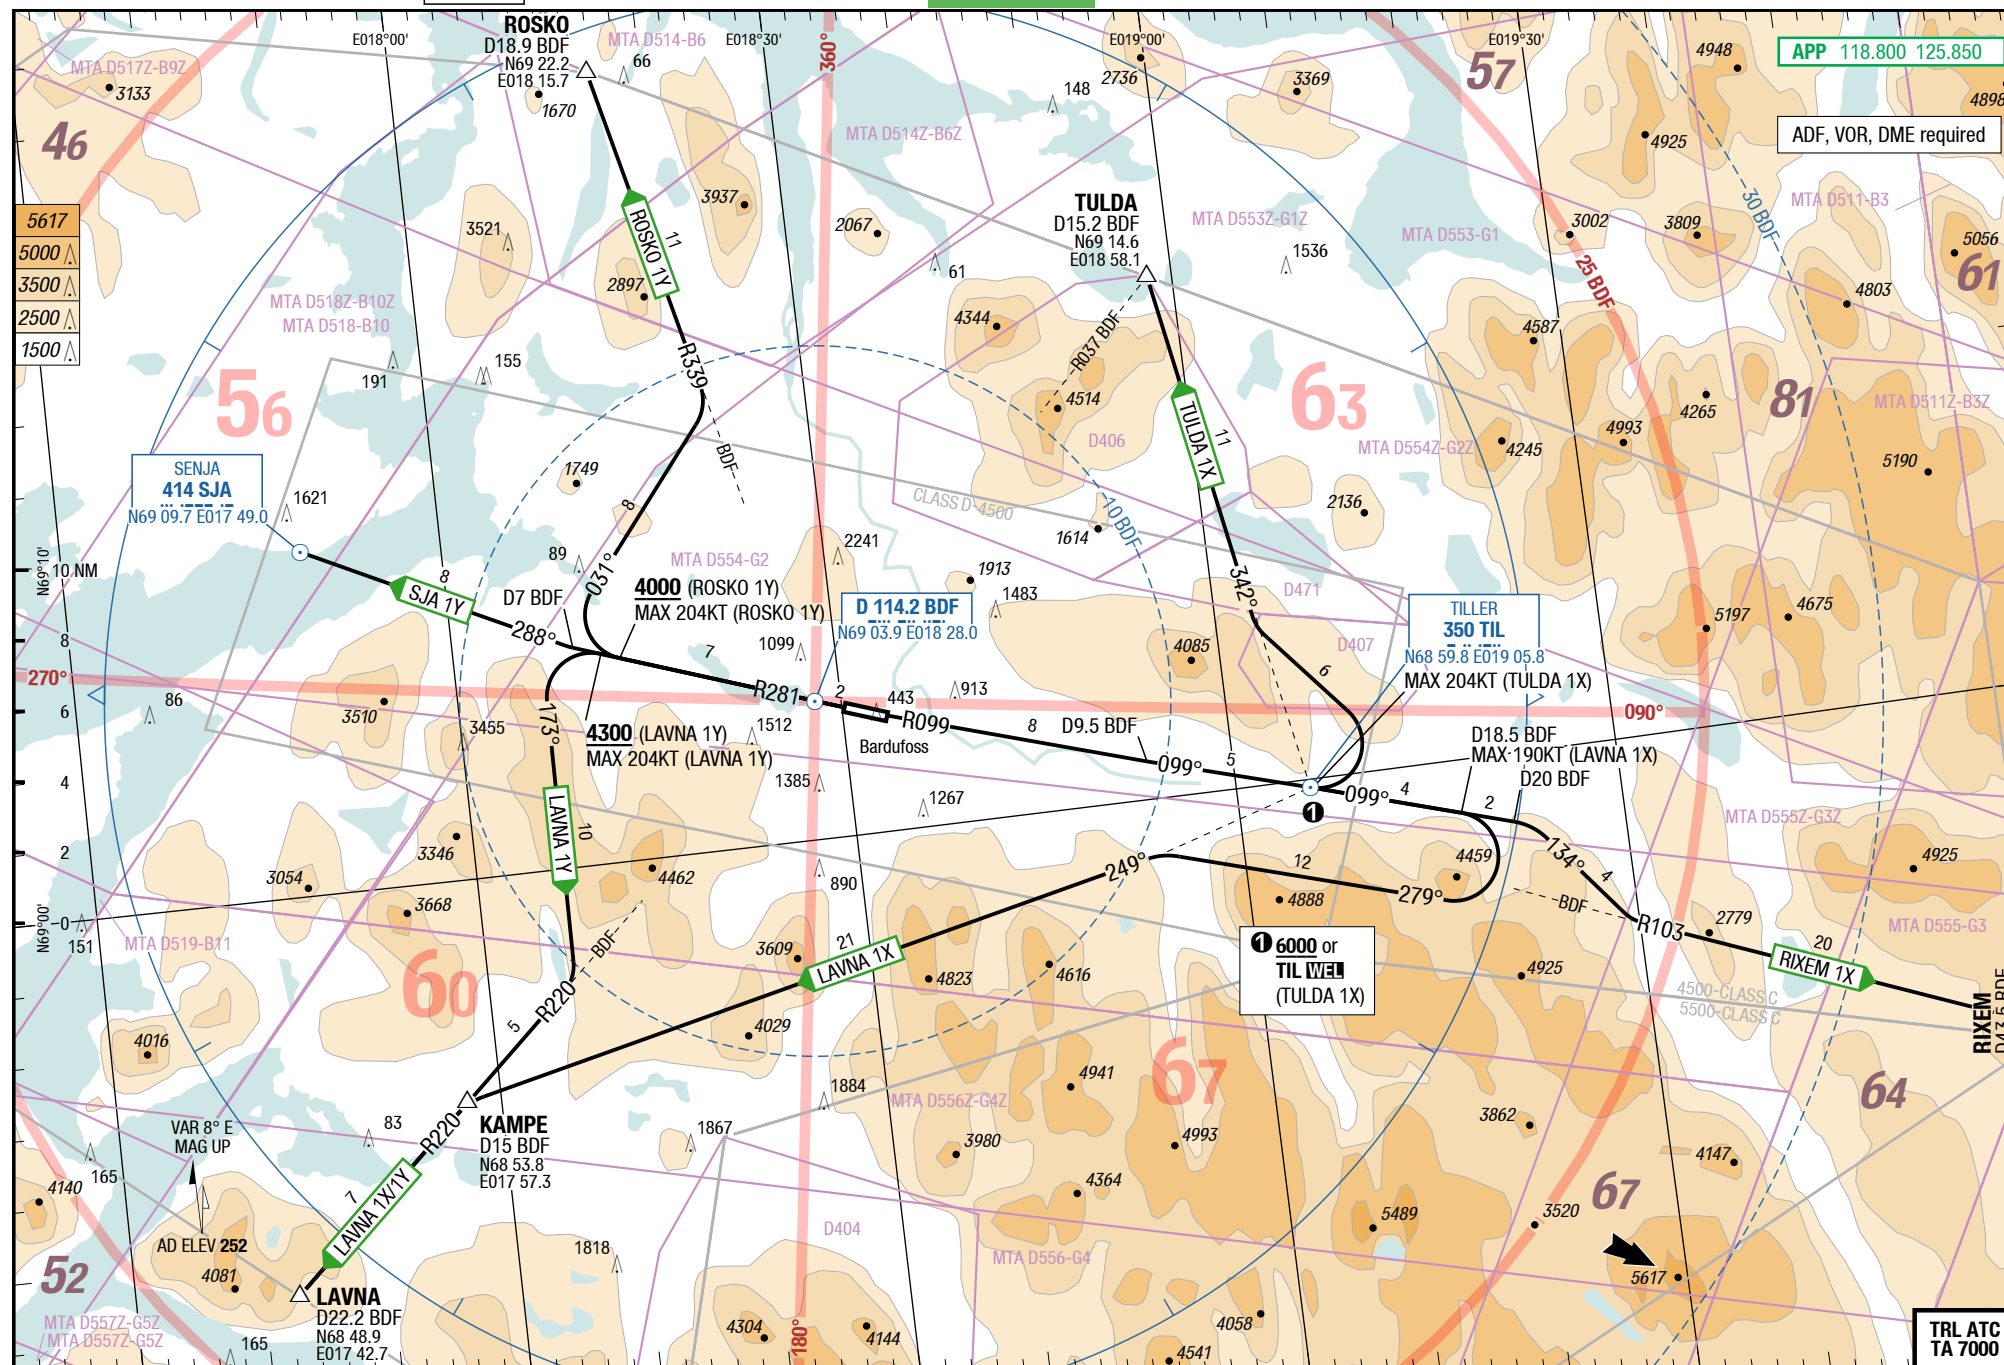 ROSKO
D18.9 BDF
N69 22.2
E018 15.7
E018°00'
E018°30'
E019°00'
E019°30'
MTA D514-B6
66
MTA D517Z-B9Z
3133
1670
360°
2736
148
3369
57
4948
APP 118.800 125.850
4898
ADF, VOR, DME required
46
MTA D514Z-B6Z
4925
30 BDF
MTA D511-B3
5617
5000
3500
2500
1500
3521
ROSKO 1Y
11
3937
2067
TULDA
D15.2 BDF
N69 14.6
E018 58.1
MTA D553Z-G1Z
1536
MTA D553-G1
3002
3809
5056
61
25 BDF
61
2897
MTA D518Z-B10Z
MTA D518-B10
4344
R037 BDF
4587
4803
R339
155
191
56
63
81
4514
D406
TULDA 1X
11
4265
MTA D511Z-B3Z
4993
4245
MTA D554Z-G2Z
5190
BDF
1749
SENJA
414 SJA
N69 09.7 E017 49.0
1621
8
CLASS D-4500
10 BDF
1614
2136
N69°10'
10 NM
8
6
4
2
0
N69°00'
8
SJA 1Y
89
MTA D554-G2
2241
031°
D7 BDF
4000 (ROSKO 1Y)
MAX 204KT (ROSKO 1Y)
1913
1483
D 114.2 BDF
N69 03.9 E018 28.0
342°
D471
TILLER
350 TIL
N68 59.8 E019 05.8
MAX 204KT (TULDA 1X)
D407
5197
4675
288°
1099
7
4085
6
270°
3510
86
R281
2
443
913
R099
Bardufoss
8
D9.5 BDF
090°
173°
3455
4300 (LAVNA 1Y)
MAX 204KT (LAVNA 1Y)
1512
1385
1267
099°
5
D18.5 BDF
MAX 190KT (LAVNA 1X)
D20 BDF
099°
4
2
1
MTA D555Z-G3Z
LAVNA 1Y
10
3346
3054
3668
4462
890
249°
12
4459
279°
4888
134°
4
4925
BDF
R103
2779
MTA D555-G3
151
MTA D519-B11
60
BDF
3609
21
LAVNA 1X
4823
4616
1 6000 or
TIL WEL
(TULDA 1X)
4925
20
RIXEM 1X
4500-CLASS C
5500-CLASS C
RIXEM
D43.5 BDF
R220
5
4029
4016
4941
67
64
1884
MTA D556Z-G4Z
VAR 8° E
MAG UP
83
R220
KAMPE
D15 BDF
N68 53.8
E017 57.3
1867
3980
4993
3862
4147
165
4140
7
LAVNA 1X/1Y
4364
67
D404
5489
3520
AD ELEV 252
1818
MTA D556-G4
52
4081
5617
LAVNA
D22.2 BDF
N68 48.9
E017 42.7
MTA D557Z-G5Z
MTA D557Z-G5Z
165
4304
180°
4144
4058
4541
TRL ATC
TA 7000